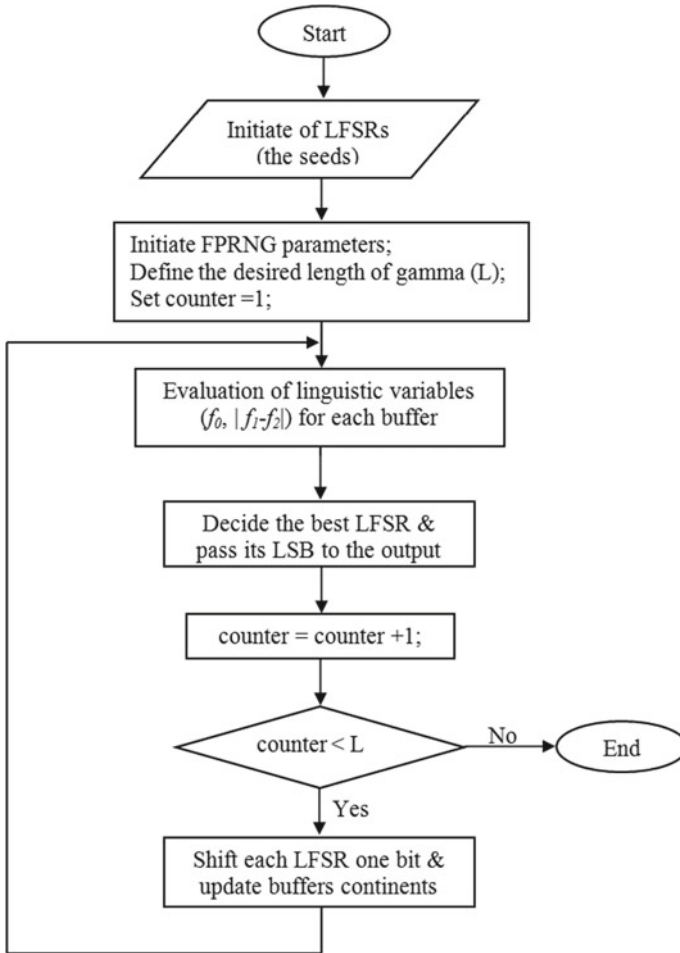 Start
Initiate of LFSRs
(the seeds)
Initiate FPRNG parameters;
Define the desired length of gamma (L);
Set counter =1;
Evaluation of linguistic variables
(f₀, | f₁-f₂|) for each buffer
Decide the best LFSR &
pass its LSB to the output
counter = counter +1;
counter < L
No
End
Yes
Shift each LFSR one bit &
update buffers continents